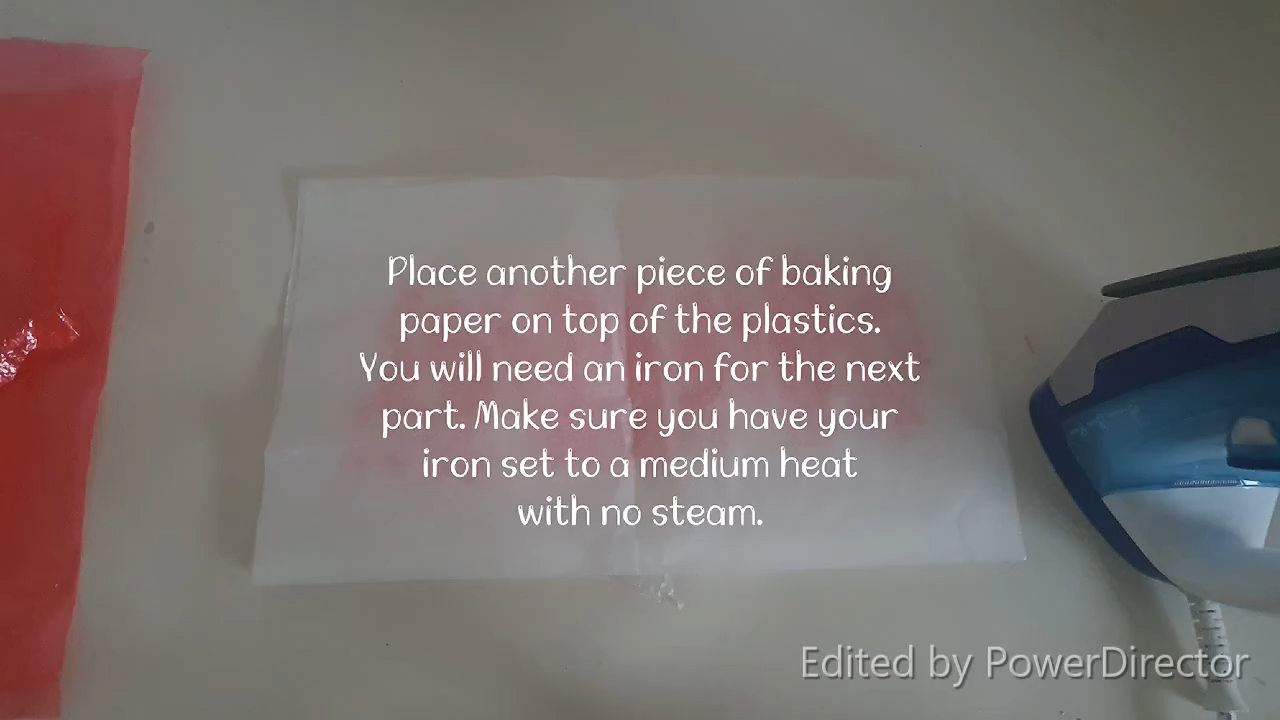 Place another piece of baking
paper on top of the plastics.
You will need an iron for the next
part. Make sure you have your
iron set to a medium heat
with no steam.
Edited by PowerDirector